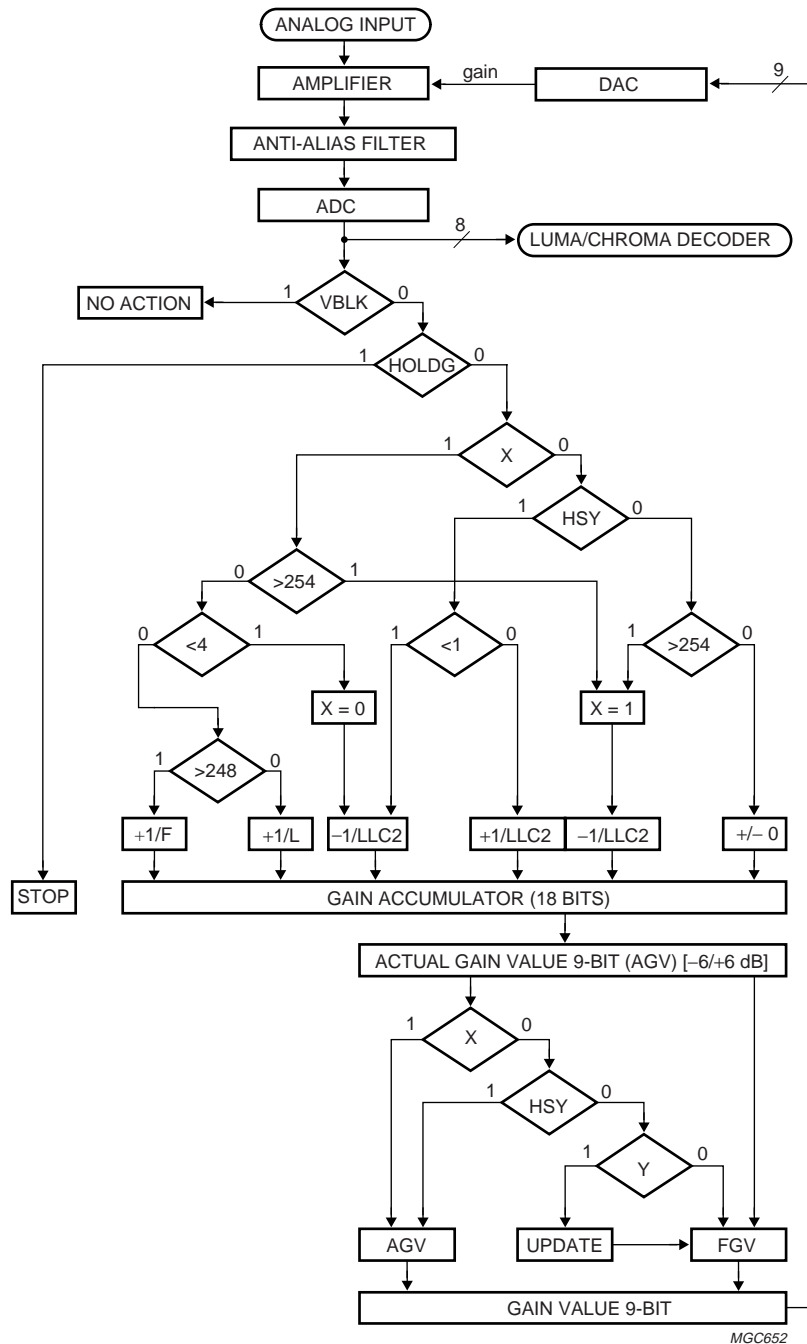 ANALOG INPUT
AMPLIFIER
gain
DAC
9
ANTI-ALIAS FILTER
ADC
8
LUMA/CHROMA DECODER
NO ACTION
1
VBLK
0
1
HOLDG
0
1
X
0
1
HSY
0
0
>254
1
0
<4
1
1
<1
0
1
>254
0
X = 0
X = 1
1
>248
0
+1/F
+1/L
−1/LLC2
+1/LLC2
−1/LLC2
+/− 0
STOP
GAIN ACCUMULATOR (18 BITS)
ACTUAL GAIN VALUE 9-BIT (AGV) [−6/+6 dB]
1
X
0
1
HSY
0
1
Y
0
AGV
UPDATE
FGV
GAIN VALUE 9-BIT
MGC652